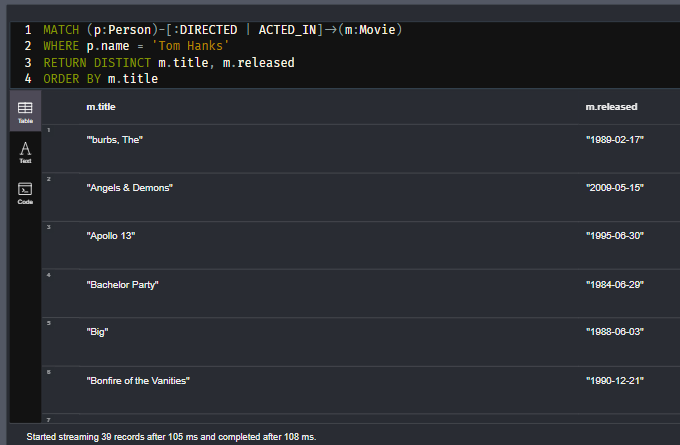 1 MATCH (p:Person)-[:DIRECTED | ACTED_IN]->(m:Movie)
2 WHERE p.name = 'Tom Hanks'
3 RETURN DISTINCT m.title, m.released
4 ORDER BY m.title
m.title m.released
Table
1
"'burbs, The" "1989-02-17"
Text
2
"Angels & Demons" "2009-05-15"
Code
3
"Apollo 13" "1995-06-30"
4
"Bachelor Party" "1984-06-29"
5
"Big" "1988-06-03"
6
"Bonfire of the Vanities" "1990-12-21"
7
Started streaming 39 records after 105 ms and completed after 108 ms.